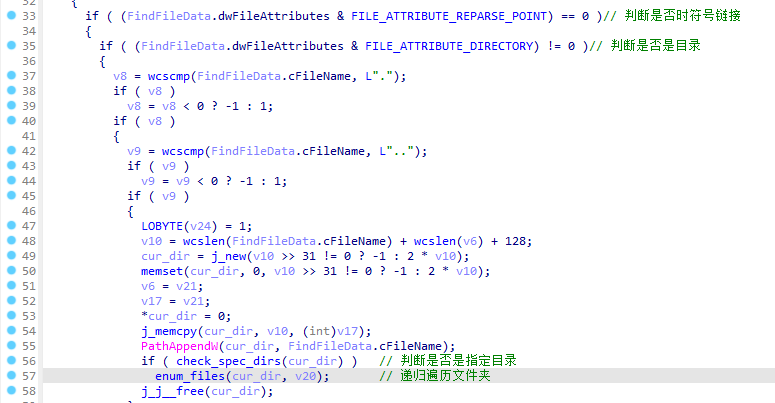 32 {
33 if ( (FindFileData.dwFileAttributes & FILE_ATTRIBUTE_REPARSE_POINT) == 0 )// 判断是否时符号链接
34 {
35 if ( (FindFileData.dwFileAttributes & FILE_ATTRIBUTE_DIRECTORY) != 0 )// 判断是否是目录
36 {
37 v8 = wcscmp(FindFileData.cFileName, L".");
38 if ( v8 )
39 v8 = v8 < 0 ? -1 : 1;
40 if ( v8 )
41 {
42 v9 = wcscmp(FindFileData.cFileName, L"..");
43 if ( v9 )
44 v9 = v9 < 0 ? -1 : 1;
45 if ( v9 )
46 {
47 LOBYTE(v24) = 1;
48 v10 = wcslen(FindFileData.cFileName) + wcslen(v6) + 128;
49 cur_dir = j_new(v10 >> 31 != 0 ? -1 : 2 * v10);
50 memset(cur_dir, 0, v10 >> 31 != 0 ? -1 : 2 * v10);
51 v6 = v21;
52 v17 = v21;
53 *cur_dir = 0;
54 j_memcpy(cur_dir, v10, (int)v17);
55 PathAppendW(cur_dir, FindFileData.cFileName);
56 if ( check_spec_dirs(cur_dir) ) // 判断是否是指定目录
57 enum_files(cur_dir, v20); // 递归遍历文件夹
58 j_j__free(cur_dir);